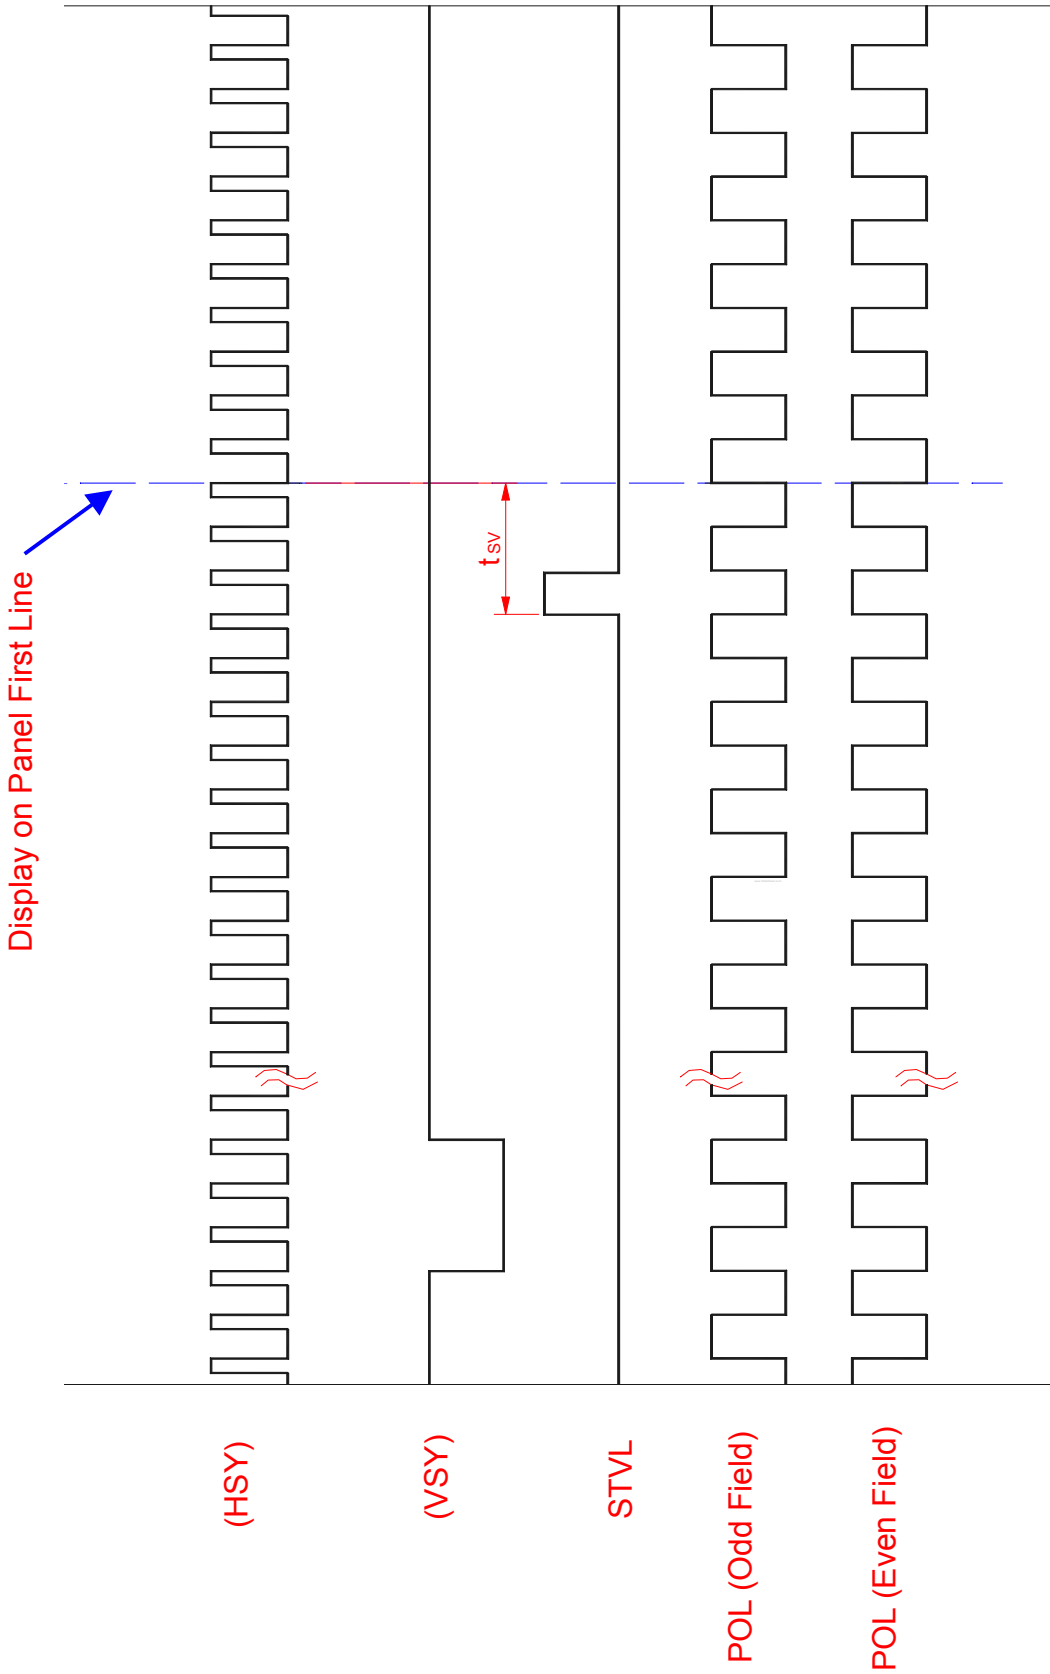 Display on Panel First Line
(HSY)
(VSY)
tsv
STVL
POL (Odd Field)
POL (Even Field)